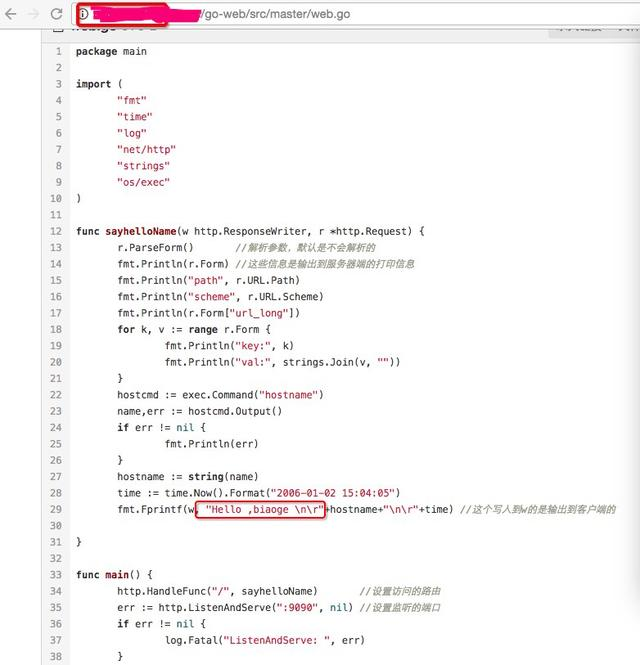 /go-web/src/master/web.go
1 package main
2
3 import (
4 "fmt"
5 "time"
6 "log"
7 "net/http"
8 "strings"
9 "os/exec"
10 )
11
12 func sayhelloName(w http.ResponseWriter, r *http.Request) {
13 r.ParseForm() //解析参数，默认是不会解析的
14 fmt.Println(r.Form) //这些信息是输出到服务器端的打印信息
15 fmt.Println("path", r.URL.Path)
16 fmt.Println("scheme", r.URL.Scheme)
17 fmt.Println(r.Form["url_long"])
18 for k, v := range r.Form {
19 fmt.Println("key:", k)
20 fmt.Println("val:", strings.Join(v, ""))
21 }
22 hostcmd := exec.Command("hostname")
23 name,err := hostcmd.Output()
24 if err != nil {
25 fmt.Println(err)
26 }
27 hostname := string(name)
28 time := time.Now().Format("2006-01-02 15:04:05")
29 fmt.Fprintf(w, "Hello ,biaoge \n\r"+hostname+"\n\r"+time) //这个写入到w的是输出到客户端的
30
31 }
32
33 func main() {
34 http.HandleFunc("/", sayhelloName) //设置访问的路由
35 err := http.ListenAndServe(":9090", nil) //设置监听的端口
36 if err != nil {
37 log.Fatal("ListenAndServe: ", err)
38 }